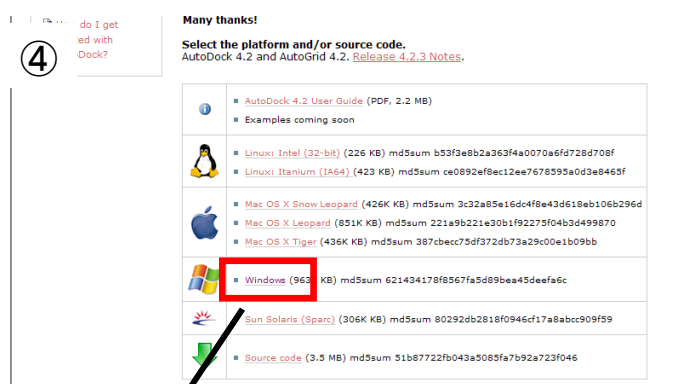 do I get
Many thanks!
④
ted with
Dock?
Select the platform and/or source code.
AutoDock 4.2 and AutoGrid 4.2. Release 4.2.3 Notes.
AutoDock 4.2 User Guide (PDF, 2.2 MB)
Examples coming soon
Linux: Intel (32-bit) (226 KB) md5sum b53f3e8b2a363f4a0070a6fd728d708f
Linux: Itanium (IA64) (423 KB) md5sum ce0892ef8ec12ee7678595a0d3e8465f
Mac OS X Snow Leopard (426K KB) md5sum 3c32a85e16dc4f8e43d618eb106b296d
Mac OS X Leopard (851K KB) md5sum 221a9b221e30b1f92275f04b3d499870
Mac OS X Tiger (436K KB) md5sum 387cbecc75df372db73a29c00e1b09bb
Windows (963 KB) md5sum 621434178f8567fa5d89bea45deefa6c
Sun Solaris (Sparc) (306K KB) md5sum 80292db2818f0946cf17a8abcc909f59
Source code (3.5 MB) md5sum 51b87722fb043a5085fa7b92a723f046